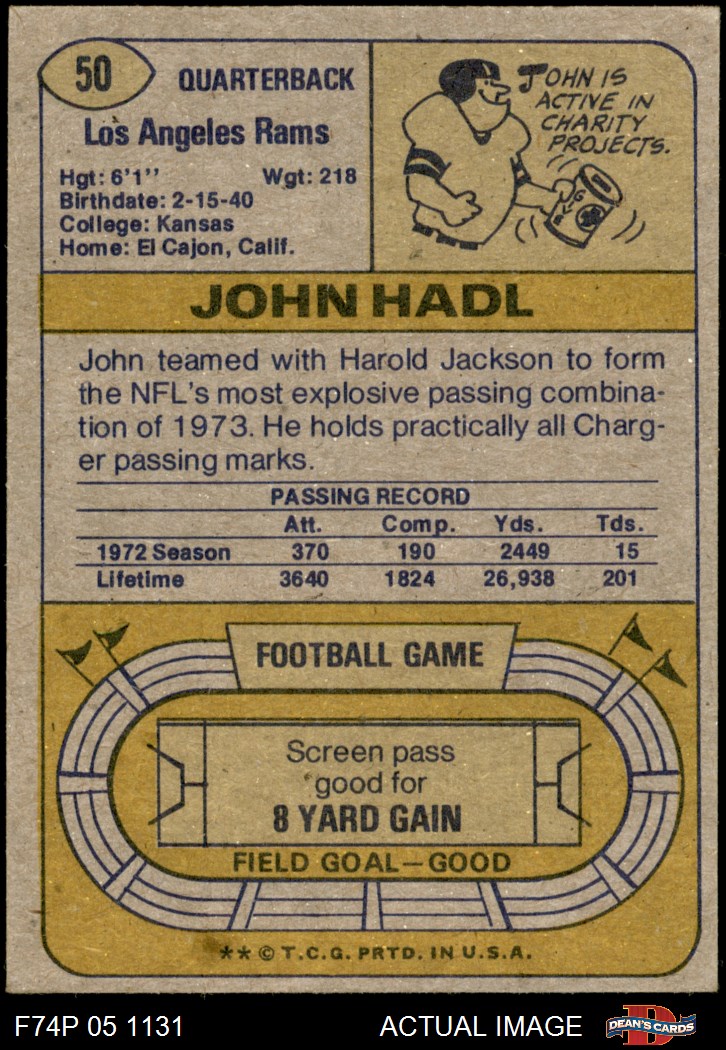 50
QUARTERBACK
Los Angeles Rams
Hgt: 6'1" Wgt: 218
Birthdate: 2-15-40
College: Kansas
Home: El Cajon, Calif.
JOHN IS
ACTIVE IN
CHARITY
PROJECTS.
JOHN HADL
John teamed with Harold Jackson to form
the NFL's most explosive passing combina-
tion of 1973. He holds practically all Charg-
er passing marks.
PASSING RECORD
Att. Comp. Yds. Tds.
1972 Season 370 190 2449 15
Lifetime 3640 1824 26,938 201
FOOTBALL GAME
Screen pass
good for
8 YARD GAIN
FIELD GOAL—GOOD
** © T.C.G. PRTD. IN U.S.A.
F74P 05 1131 ACTUAL IMAGE D
DEAN'S CARDS